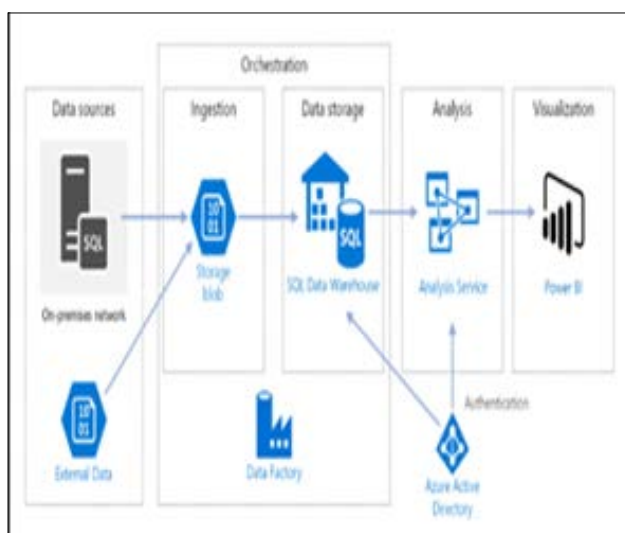 Orchestration
Data sources
Ingestion
Data storage
Analysis
Visualization
SQL
10
01
SQL
On-premises network
Storage
blob
SQL Data Warehouse
Analysis Service
Power BI
10
01
External Data
Data Factory
Authentication
Azure Active
Directory